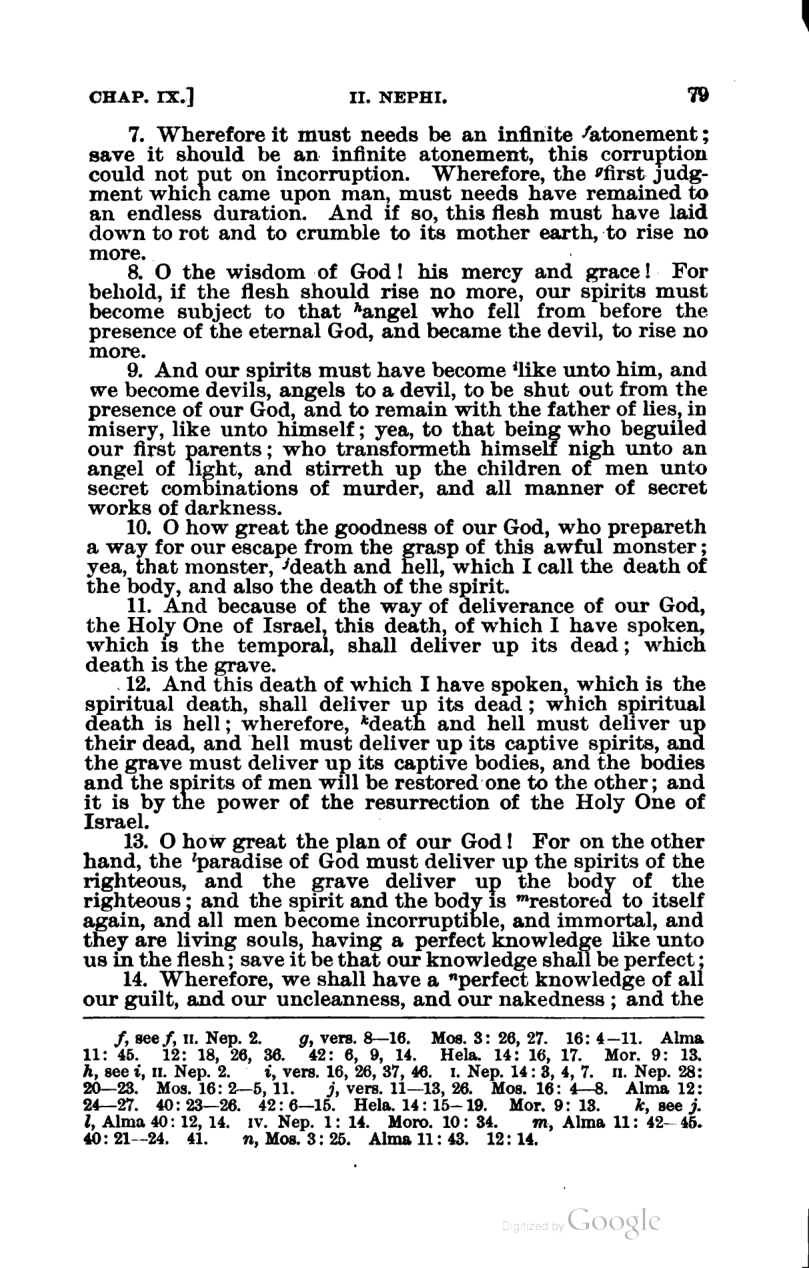 CHAP. IX.] II. NEPHI. 79
7. Wherefore it must needs be an infinite fatonement;
save it should be an infinite atonement, this corruption
could not put on incorruption. Wherefore, the gfirst judg-
ment which came upon man, must needs have remained to
an endless duration. And if so, this flesh must have laid
down to rot and to crumble to its mother earth, to rise no
more.
8. O the wisdom of God! his mercy and grace! For
behold, if the flesh should rise no more, our spirits must
become subject to that hangel who fell from before the
presence of the eternal God, and became the devil, to rise no
more.
9. And our spirits must have become ilike unto him, and
we become devils, angels to a devil, to be shut out from the
presence of our God, and to remain with the father of lies, in
misery, like unto himself; yea, to that being who beguiled
our first parents; who transformeth himself nigh unto an
angel of light, and stirreth up the children of men unto
secret combinations of murder, and all manner of secret
works of darkness.
10. O how great the goodness of our God, who prepareth
a way for our escape from the grasp of this awful monster;
yea, that monster, jdeath and hell, which I call the death of
the body, and also the death of the spirit.
11. And because of the way of deliverance of our God,
the Holy One of Israel, this death, of which I have spoken,
which is the temporal, shall deliver up its dead; which
death is the grave.
12. And this death of which I have spoken, which is the
spiritual death, shall deliver up its dead; which spiritual
death is hell; wherefore, kdeath and hell must deliver up
their dead, and hell must deliver up its captive spirits, and
the grave must deliver up its captive bodies, and the bodies
and the spirits of men will be restored one to the other; and
it is by the power of the resurrection of the Holy One of
Israel.
13. O how great the plan of our God! For on the other
hand, the lparadise of God must deliver up the spirits of the
righteous, and the grave deliver up the body of the
righteous; and the spirit and the body is mrestored to itself
again, and all men become incorruptible, and immortal, and
they are living souls, having a perfect knowledge like unto
us in the flesh; save it be that our knowledge shall be perfect;
14. Wherefore, we shall have a nperfect knowledge of all
our guilt, and our uncleanness, and our nakedness; and the
f, see f, II. Nep. 2. g, vers. 8—16. Mos. 3: 26, 27. 16: 4—11. Alma
11: 45. 12: 18, 26, 36. 42: 6, 9, 14. Hela. 14: 16, 17. Mor. 9: 13.
h, see i, II. Nep. 2. i, vers. 16, 26, 37, 46. I. Nep. 14: 3, 4, 7. II. Nep. 28:
20—23. Mos. 16: 2—5, 11. j, vers. 11—13, 26. Mos. 16: 4—8. Alma 12:
24—27. 40: 23—26. 42: 6—15. Hela. 14: 15—19. Mor. 9: 13. k, see j.
l, Alma 40: 12, 14. IV. Nep. 1: 14. Moro. 10: 34. m, Alma 11: 42—45.
40: 21—24. 41. n, Mos. 3: 25. Alma 11: 43. 12: 14.
Digitized by Google